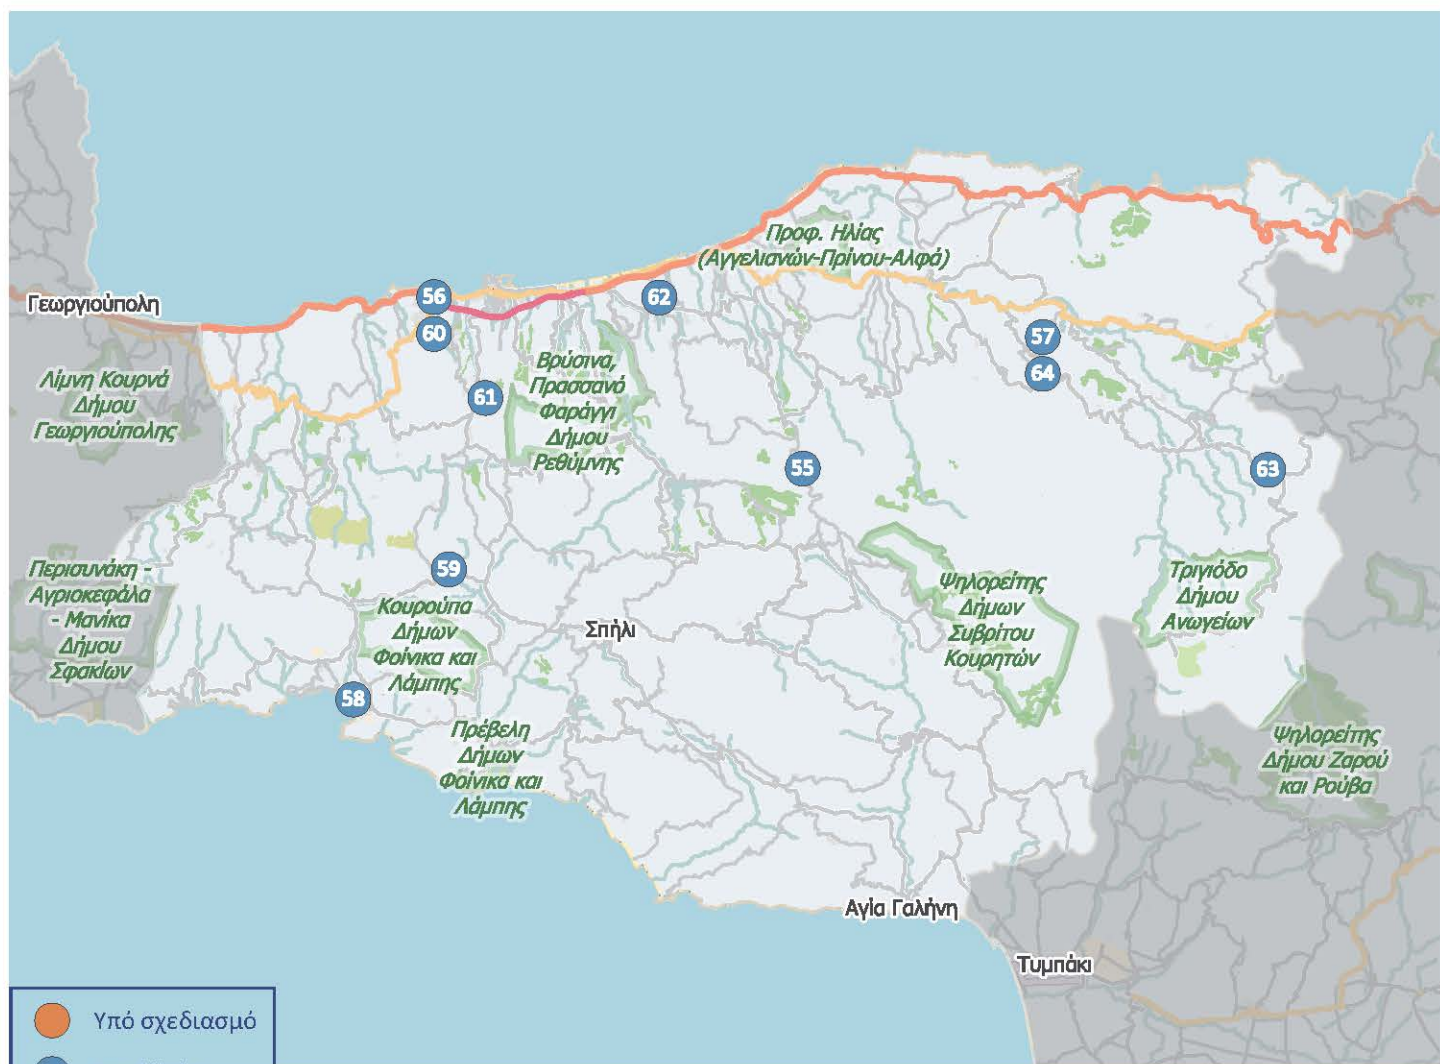 Προφ. Ηλίας
(Αγγελιανών-Πρίνου-Αλφά)
Γεωργιούπολη
56
62
60
57
64
Βρύσινα,
Πρασσανό
Φαράγγι
Δήμου
Ρεθύμνης
Λίμνη Κουρνά
Δήμου
Γεωργιούπολης
61
55
63
Περισυνάκη -
Αγριοκεφάλα
- Μανίκα
Δήμου
Σφακίων
59
Κουρούπα
Δήμων
Φοίνικα και
Λάμπης
Σπήλι
Ψηλορείτης
Δήμων
Συβρίτου
Κουρητών
Τριγιόδο
Δήμου
Ανωγείων
58
Πρέβελη
Δήμων
Φοίνικα και
Λάμπης
Ψηλορείτης
Δήμου Ζαρού
και Ρούβα
Αγία Γαλήνη
Τυμπάκι
Υπό σχεδιασμό